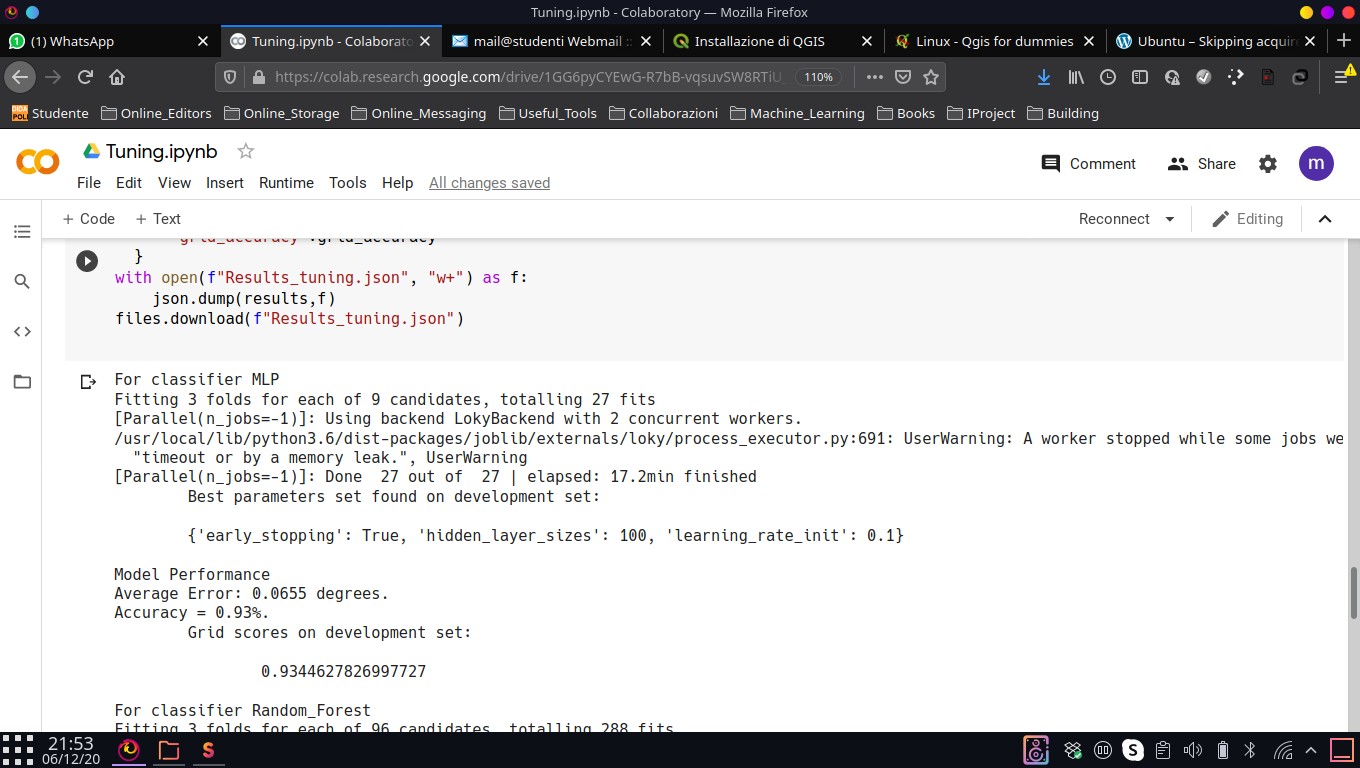 Tuning.ipynb - Colaboratory — Mozilla Firefox
(1) WhatsApp
Tuning.ipynb - Colaborato
mail@studenti Webmail ::
Installazione di QGIS
Linux - Qgis for dummies
Ubuntu – Skipping acquir
https://colab.research.google.com/drive/1GG6pyCYEwG-R7bB-vqsuvSW8RTiU_ 110%
DIDA POLI Studente Online_Editors Online_Storage Online_Messaging Useful_Tools Collaborazioni Machine_Learning Books IProject Building
Tuning.ipynb
Comment Share m
File Edit View Insert Runtime Tools Help All changes saved
+ Code + Text Reconnect Editing
"grid_accuracy":grid_accuracy
}
with open(f"Results_tuning.json", "w+") as f:
json.dump(results,f)
files.download(f"Results_tuning.json")
For classifier MLP
Fitting 3 folds for each of 9 candidates, totalling 27 fits
[Parallel(n_jobs=-1)]: Using backend LokyBackend with 2 concurrent workers.
/usr/local/lib/python3.6/dist-packages/joblib/externals/loky/process_executor.py:691: UserWarning: A worker stopped while some jobs we
"timeout or by a memory leak.", UserWarning
[Parallel(n_jobs=-1)]: Done  27 out of  27 | elapsed: 17.2min finished
Best parameters set found on development set:
{'early_stopping': True, 'hidden_layer_sizes': 100, 'learning_rate_init': 0.1}
Model Performance
Average Error: 0.0655 degrees.
Accuracy = 0.93%.
Grid scores on development set:
0.9344627826997727
For classifier Random_Forest
Fitting 3 folds for each of 96 candidates, totalling 288 fits
21:53
06/12/20